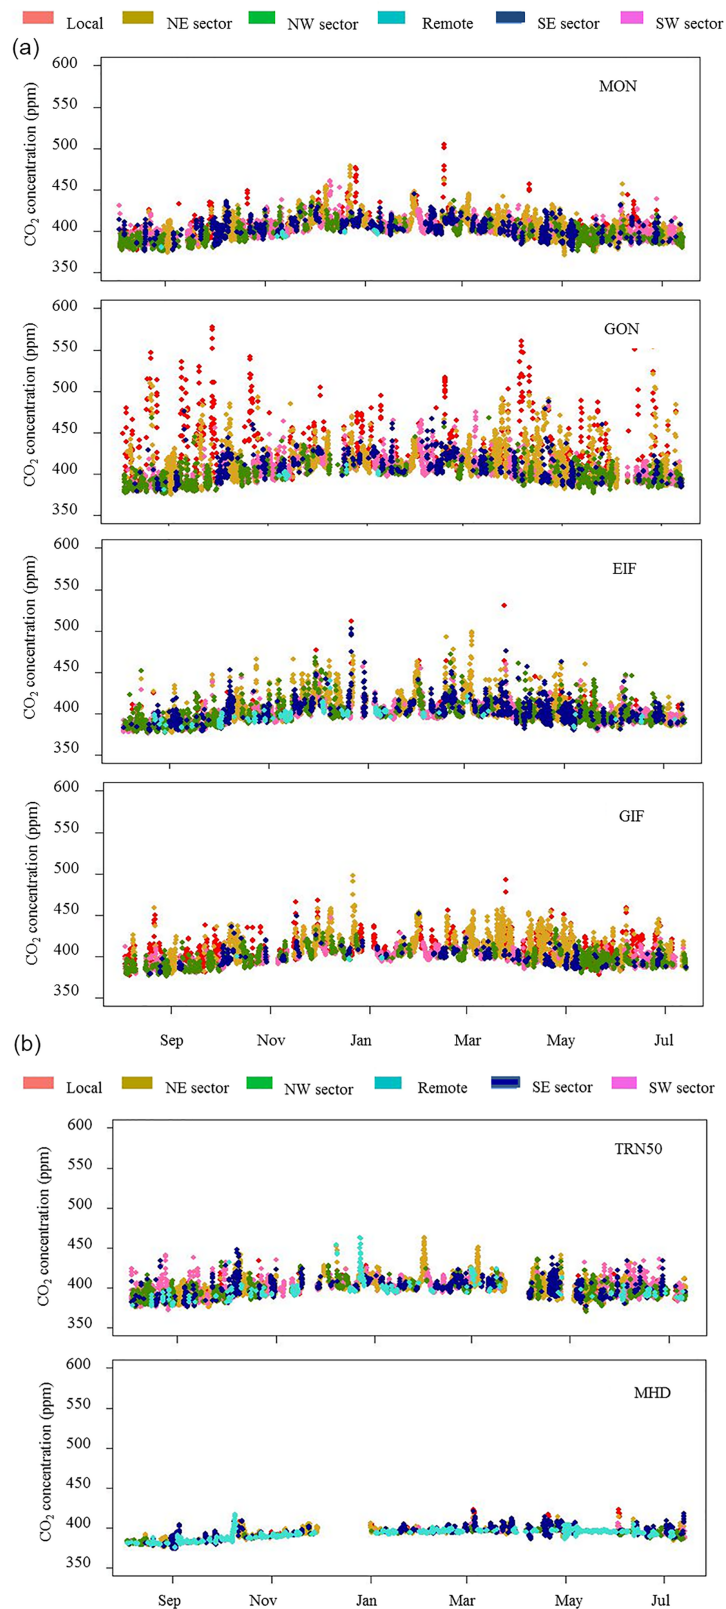 Local NE sector NW sector Remote SE sector SW sector
(a)
MON
CO2 concentration (ppm)
600
550
500
450
400
350
GON
CO2 concentration (ppm)
600
550
500
450
400
350
EIF
CO2 concentration (ppm)
600
550
500
450
400
350
GIF
CO2 concentration (ppm)
600
550
500
450
400
350
Sep Nov Jan Mar May Jul
(b)
Local NE sector NW sector Remote SE sector SW sector
TRN50
CO2 concentration (ppm)
600
550
500
450
400
350
MHD
CO2 concentration (ppm)
600
550
500
450
400
350
Sep Nov Jan Mar May Jul